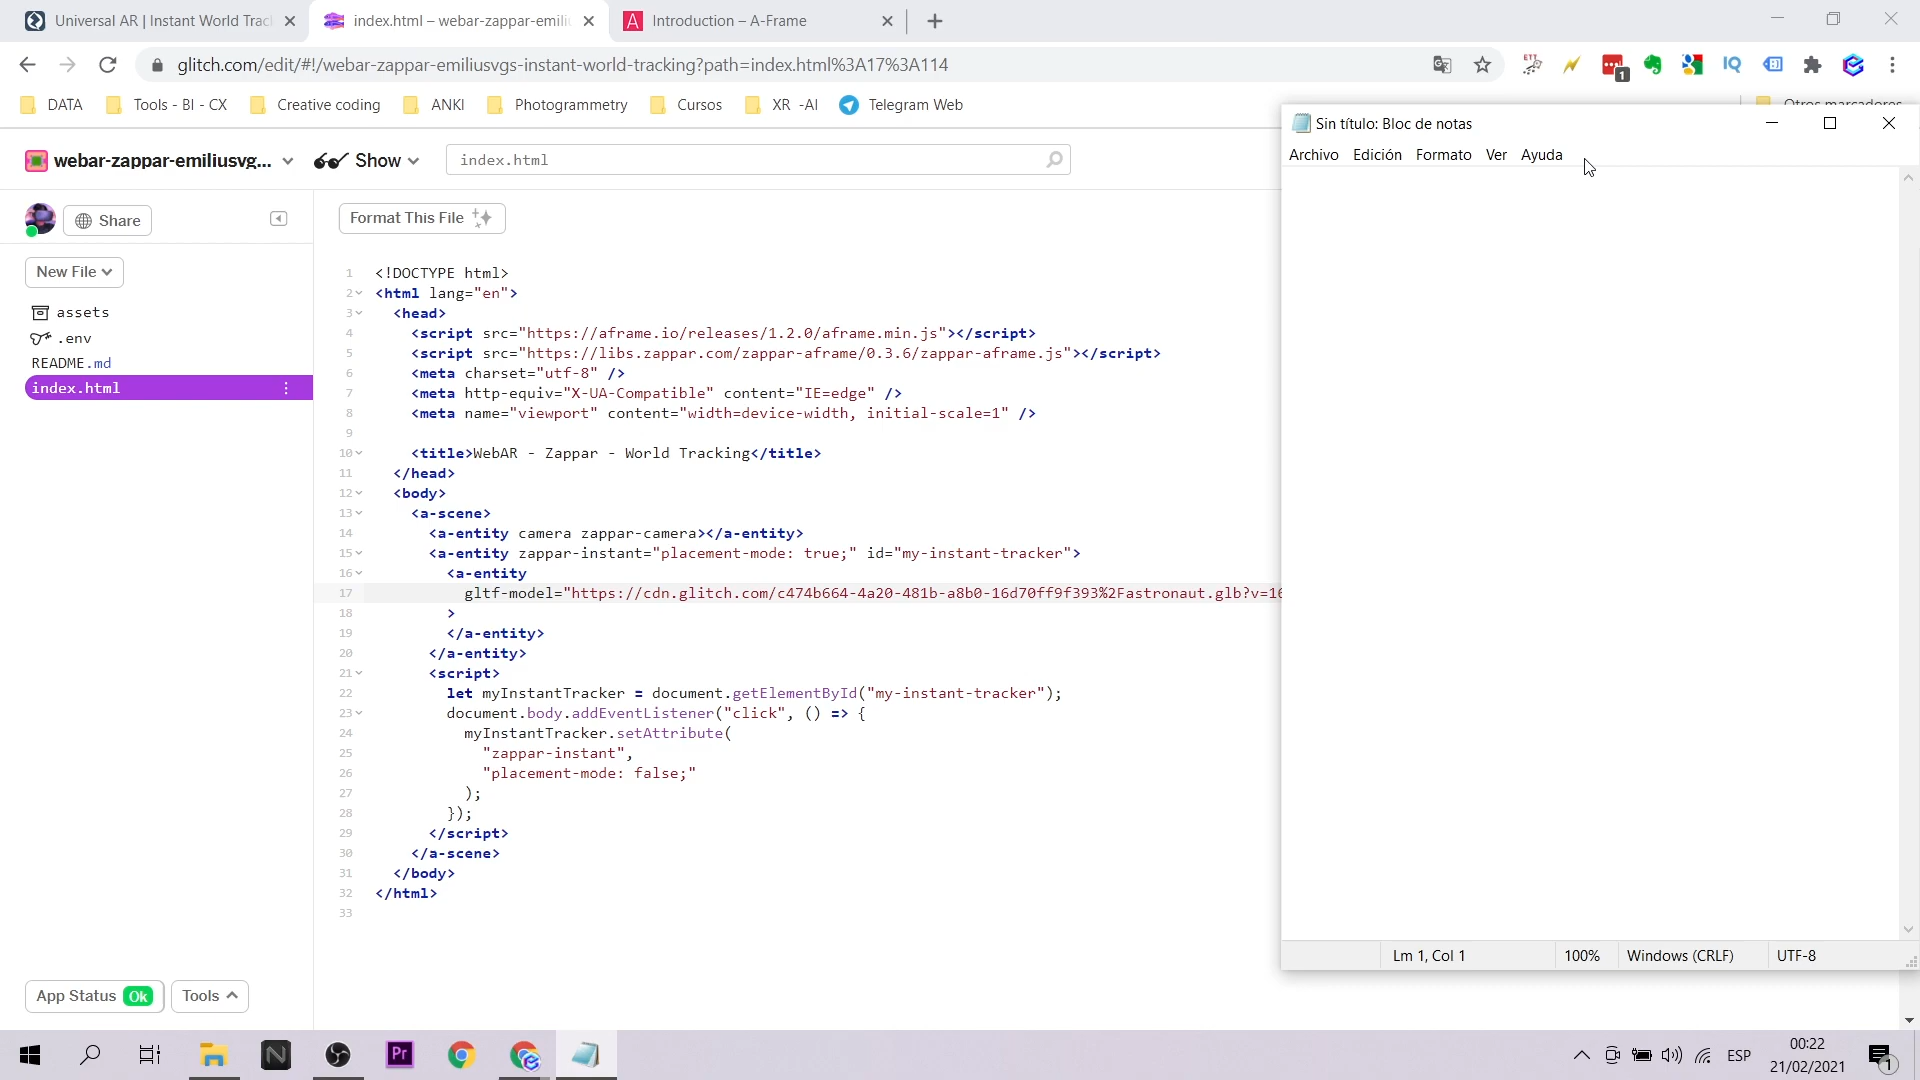 Universal AR | Instant World Trac
index.html – webar-zappar-emiliu
Introduction – A-Frame
glitch.com/edit/#!/webar-zappar-emiliusvgs-instant-world-tracking?path=index.html%3A17%3A114
DATA
Tools - BI - CX
Creative coding
ANKI
Photogrammetry
Cursos
XR -AI
Telegram Web
Otros marcadores
webar-zappar-emiliusvg...
Show
index.html
Share
New File
assets
.env
README.md
index.html
App Status Ok
Tools
Format This File
1 <!DOCTYPE html>
2 <html lang="en">
3 <head>
4 <script src="https://aframe.io/releases/1.2.0/aframe.min.js"></script>
5 <script src="https://libs.zappar.com/zappar-aframe/0.3.6/zappar-aframe.js"></script>
6 <meta charset="utf-8" />
7 <meta http-equiv="X-UA-Compatible" content="IE=edge" />
8 <meta name="viewport" content="width=device-width, initial-scale=1" />
9
10 <title>WebAR - Zappar - World Tracking</title>
11 </head>
12 <body>
13 <a-scene>
14 <a-entity camera zappar-camera></a-entity>
15 <a-entity zappar-instant="placement-mode: true;" id="my-instant-tracker">
16 <a-entity
17 gltf-model="https://cdn.glitch.com/c474b664-4a20-481b-a8b0-16d70ff9f393%2Fastronaut.glb?v=16
18 >
19 </a-entity>
20 </a-entity>
21 <script>
22 let myInstantTracker = document.getElementById("my-instant-tracker");
23 document.body.addEventListener("click", () => {
24 myInstantTracker.setAttribute(
25 "zappar-instant",
26 "placement-mode: false;"
27 );
28 });
29 </script>
30 </a-scene>
31 </body>
32 </html>
33
Sin título: Bloc de notas
Archivo Edición Formato Ver Ayuda
Lm 1, Col 1
100%
Windows (CRLF)
UTF-8
ETT
1
IQ
N
Pr
ESP
00:22
21/02/2021
1